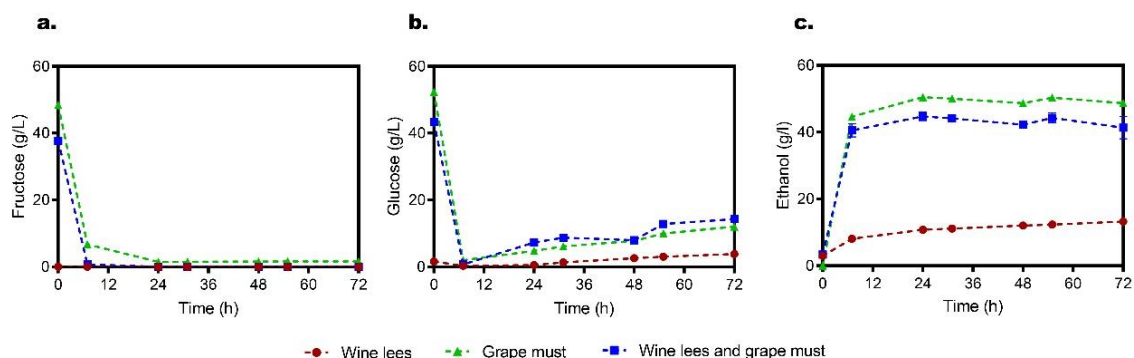 a.
60
40
20
0
Fructose (g/L)
0 12 24 36 48 60 72
Time (h)
b.
60
40
20
0
Glucose (g/L)
0 12 24 36 48 60 72
Time (h)
c.
60
40
20
0
Ethanol (g/l)
0 12 24 36 48 60 72
Time (h)
Wine lees
Grape must
Wine lees and grape must